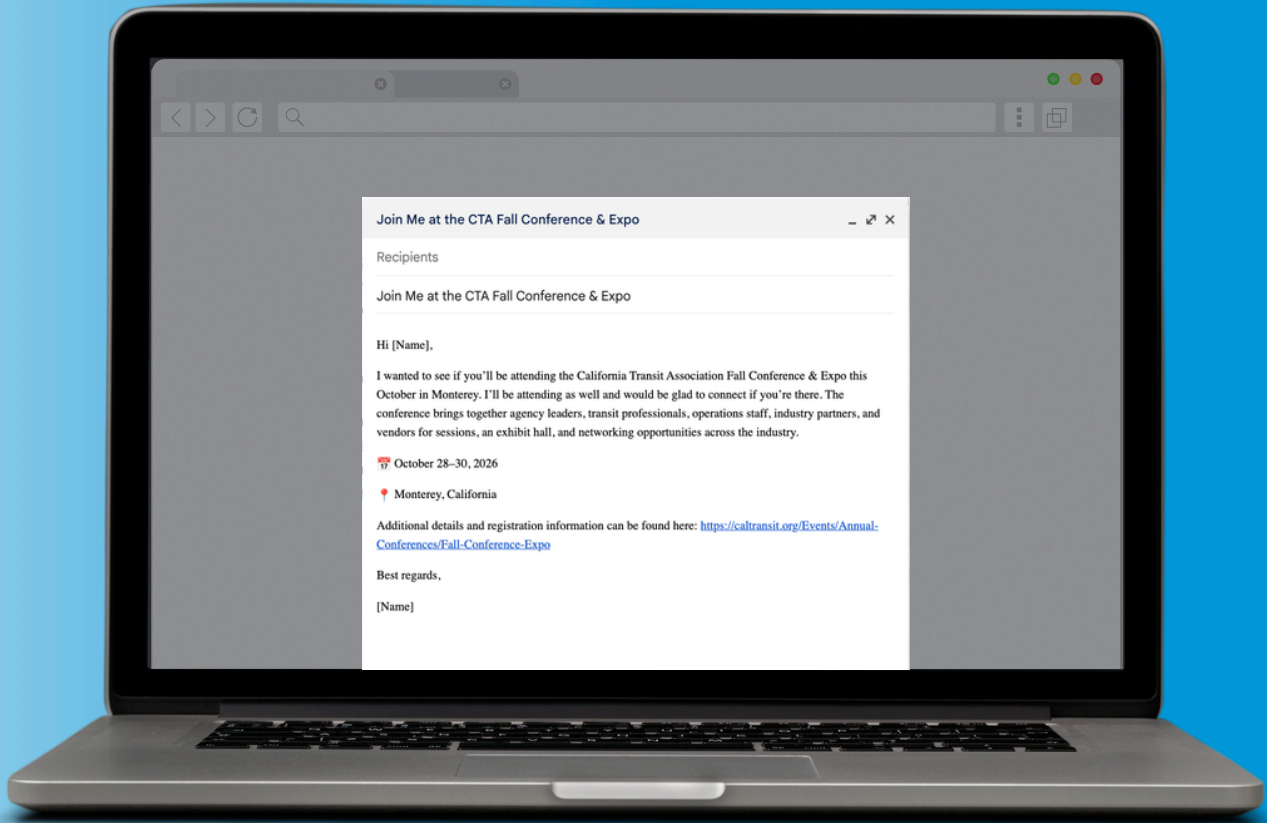 Join Me at the CTA Fall Conference & Expo
Recipients
Join Me at the CTA Fall Conference & Expo
Hi [Name],
I wanted to see if you’ll be attending the California Transit Association Fall Conference & Expo this
October in Monterey. I’ll be attending as well and would be glad to connect if you’re there. The
conference brings together agency leaders, transit professionals, operations staff, industry partners, and
vendors for sessions, an exhibit hall, and networking opportunities across the industry.
📅 October 28–30, 2026
📍 Monterey, California
Additional details and registration information can be found here: https://caltransit.org/Events/Annual-
Conferences/Fall-Conference-Expo
Best regards,
[Name]